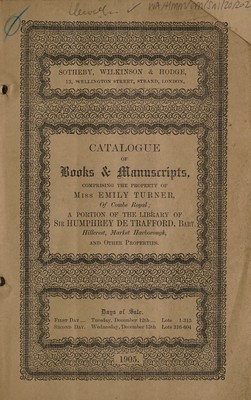 SOTHEBY, WILKINSON & HODGE,
13, WELLINGTON STREET, STRAND, LONDON.
CATALOGUE
OF
Books & Manuscripts,
COMPRISING THE PROPERTY OF
MISS EMILY TURNER,
Of Combe Royal;
A PORTION OF THE LIBRARY OF
SIR HUMPHREY DE TRAFFORD, BART.
Hillcrest, Market Harborough,
AND OTHER PROPERTIES.
Days of Sale.
FIRST DAY ... Tuesday, December 12th ... Lots 1-315
SECOND DAY. Wednesday, December 13th Lots 316-604
1905.